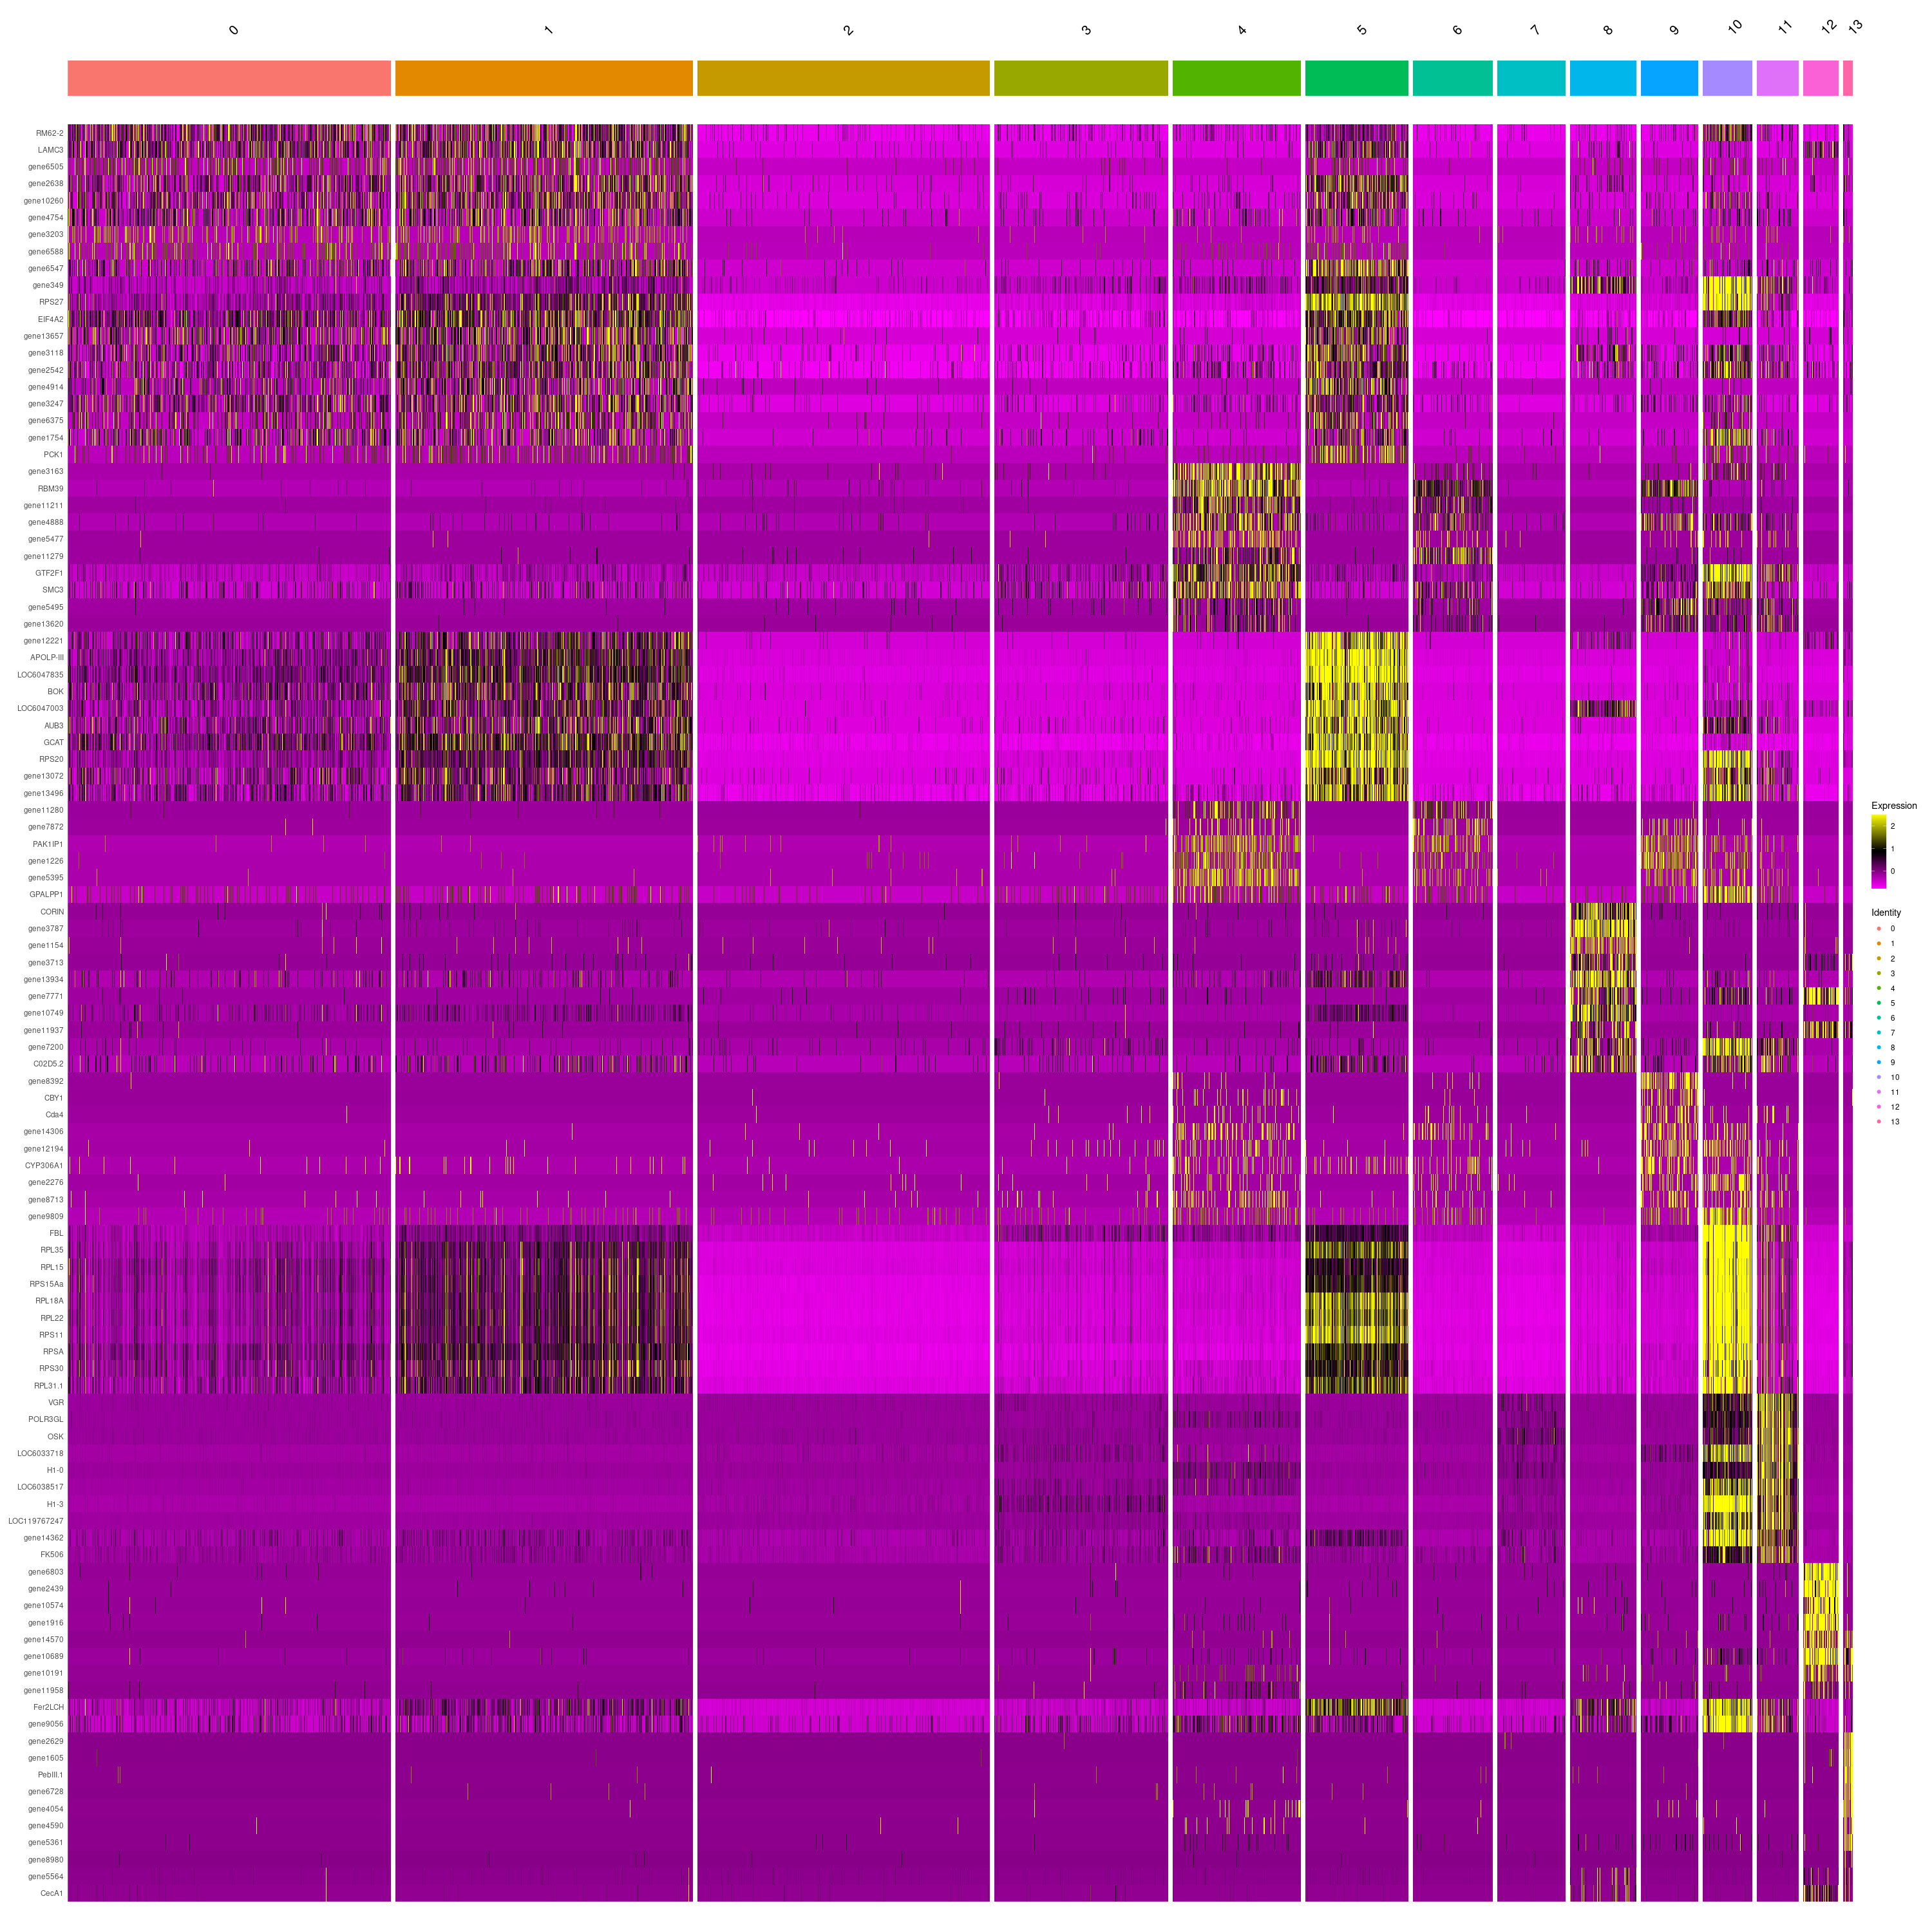 0 1 2 3 4 5 6 7 8 9 10 11 12 13
RM62-2
LAMC3
gene6505
gene2638
gene10260
gene4754
gene3203
gene6588
gene6547
gene349
RPS27
EIF4A2
gene13657
gene3118
gene2542
gene4914
gene3247
gene6375
gene1754
PCK1
gene3163
RBM39
gene11211
gene4888
gene5477
gene11279
GTF2F1
SMC3
gene5495
gene13620
gene12221
APOLP-III
LOC6047835
BOK
LOC6047003
AUB3
GCAT
RPS20
gene13072
gene13496
gene11280
gene7872
PAK1IP1
gene1226
gene5395
GPALPP1
CORIN
gene3787
gene1154
gene3713
gene13934
gene7771
gene10749
gene11937
gene7200
C02D5.2
gene8392
CBY1
Cda4
gene14306
gene12194
CYP306A1
gene2276
gene8713
gene9809
FBL
RPL35
RPL15
RPS15Aa
RPL18A
RPL22
RPS11
RPSA
RPS30
RPL31.1
VGR
POLR3GL
OSK
LOC6033718
H1-0
LOC6038517
H1-3
LOC119767247
gene14362
FK506
gene6803
gene2439
gene10574
gene1916
gene14570
gene10689
gene10191
gene11958
Fer2LCH
gene9056
gene2629
gene1605
PebIII.1
gene6728
gene4054
gene4590
gene5361
gene8980
gene5564
CecA1
Expression
2
1
0
Identity
0
1
2
3
4
5
6
7
8
9
10
11
12
13